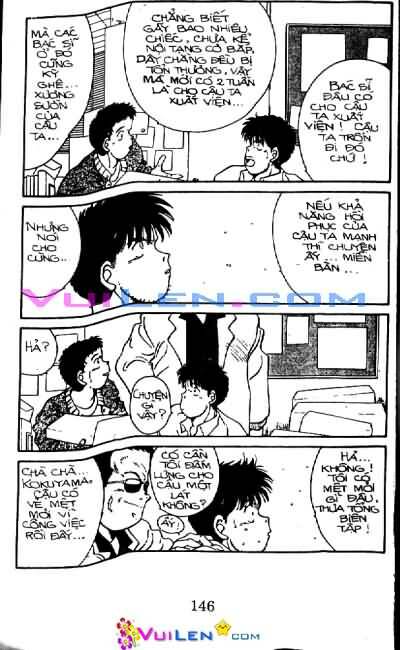 MÀ CÁC
BÁC SĨ
Ở ĐÓ
CŨNG
KỲ
GHÊ...
XƯƠNG
SƯỜN
CỦA
CẬU
TA...
CHẲNG BIẾT
GÃY BAO NHIÊU
CHIẾC, CHƯA KỂ
NỘI TẠNG CƠ BẮP,
DÂY CHẰNG ĐỀU BỊ
TỔN THƯƠNG, VẬY
MÀ MỚI CÓ 2 TUẦN
LÀ CHO CẬU TA
XUẤT VIỆN...
BÁC SĨ
ĐÂU CÓ
CHO CẬU
TA XUẤT
VIỆN! CẬU
TA TRỐN
ĐI ĐÓ
CHỨ!
NHƯNG
NÓI
CHO
CÙNG...
NẾU KHẢ
NĂNG HỒI
PHỤC CỦA
CẬU TA MẠNH
THÌ CHUYỆN
ẤY... MIỄN
BÀN...
VUILEN.COM
HẢ?
CHUYỆN
GÌ
VẬY?
CHÀ CHÀ...
KOKUYAMA,
CẬU CÓ
VẺ MỆT
MỎI VÌ
CÔNG VIỆC
RỒI ĐẤY...
CÓ CẦN
TÔI ĐẤM
LƯNG CHO
CẬU MỘT
LÁT
KHÔNG?
ẤY!
HẢ...
KHÔNG!
TÔI CÓ
MỆT MỎI
GÌ ĐÂU,
THƯA TỔNG
BIÊN
TẬP!
146
VUILEN.COM